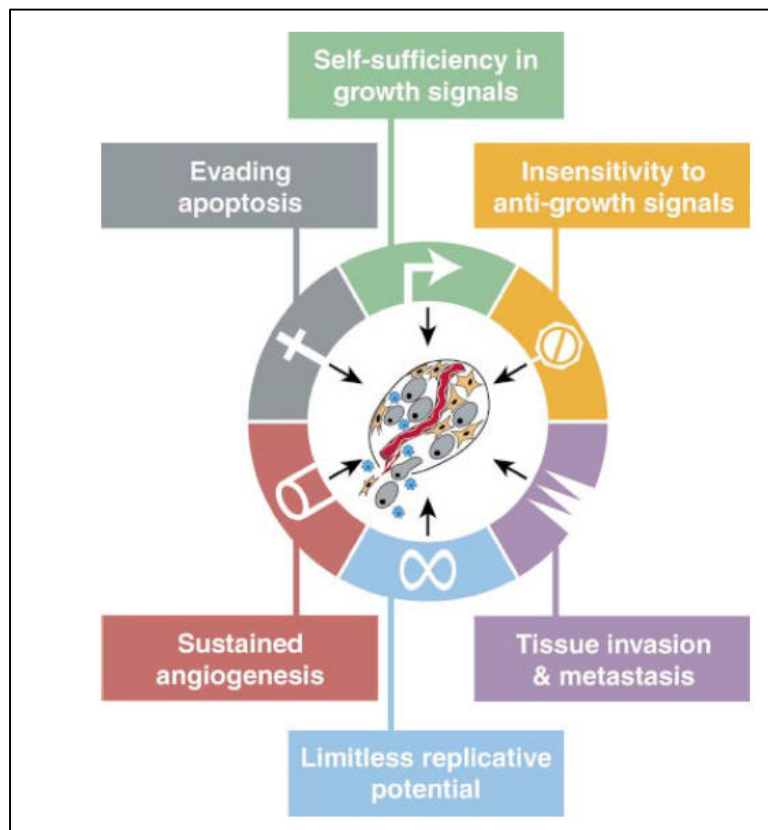 Self-sufficiency in
growth signals
Evading
apoptosis
Insensitivity to
anti-growth signals
Sustained
angiogenesis
Tissue invasion
& metastasis
Limitless replicative
potential